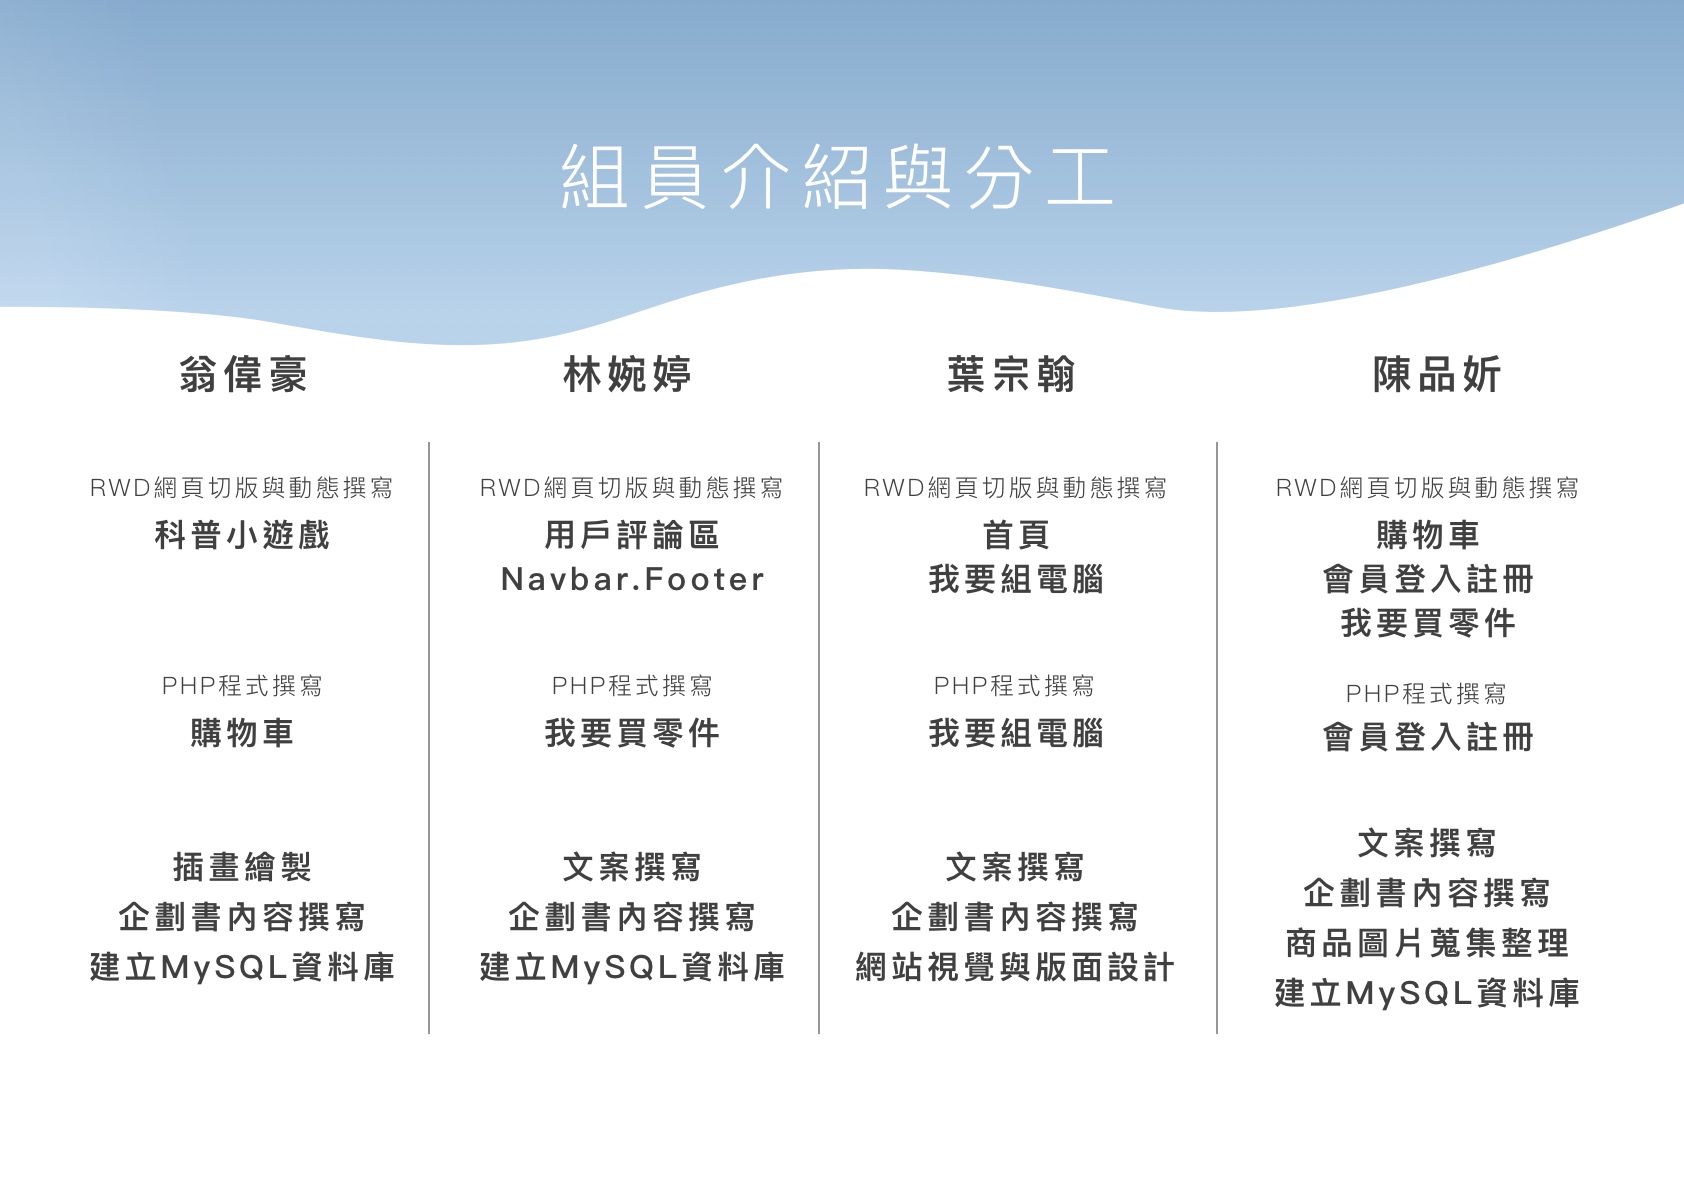 組員介紹與分工
翁偉豪
RWD網頁切版與動態撰寫
科普小遊戲
PHP程式撰寫
購物車
插畫繪製
企劃書內容撰寫
建立MySQL資料庫
林婉婷
RWD網頁切版與動態撰寫
用戶評論區
Navbar.Footer
PHP程式撰寫
我要買零件
文案撰寫
企劃書內容撰寫
建立MySQL資料庫
葉宗翰
RWD網頁切版與動態撰寫
首頁
我要組電腦
PHP程式撰寫
我要組電腦
文案撰寫
企劃書內容撰寫
網站視覺與版面設計
陳品妡
RWD網頁切版與動態撰寫
購物車
會員登入註冊
我要買零件
PHP程式撰寫
會員登入註冊
文案撰寫
企劃書內容撰寫
商品圖片蒐集整理
建立MySQL資料庫